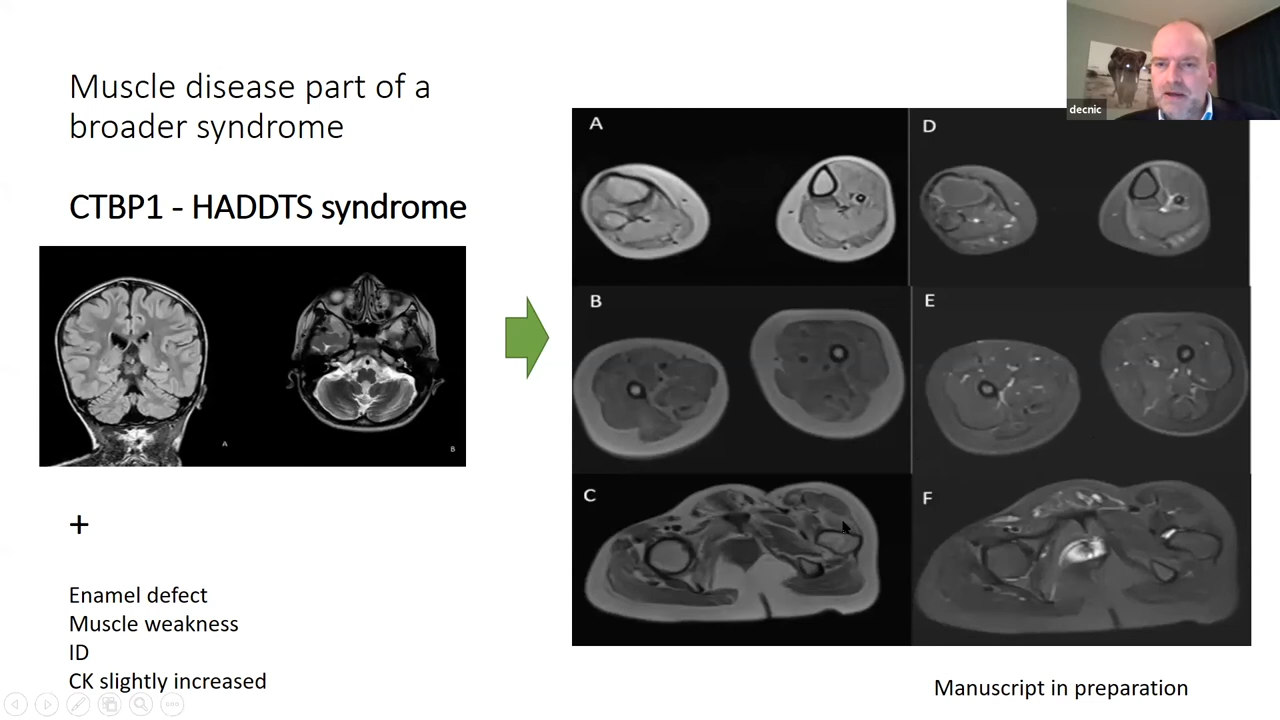 Muscle disease part of a
broader syndrome
CTBP1 - HADDTS syndrome
A
B
+
Enamel defect
Muscle weakness
ID
CK slightly increased
A
D
B
E
C
F
Manuscript in preparation
decnic